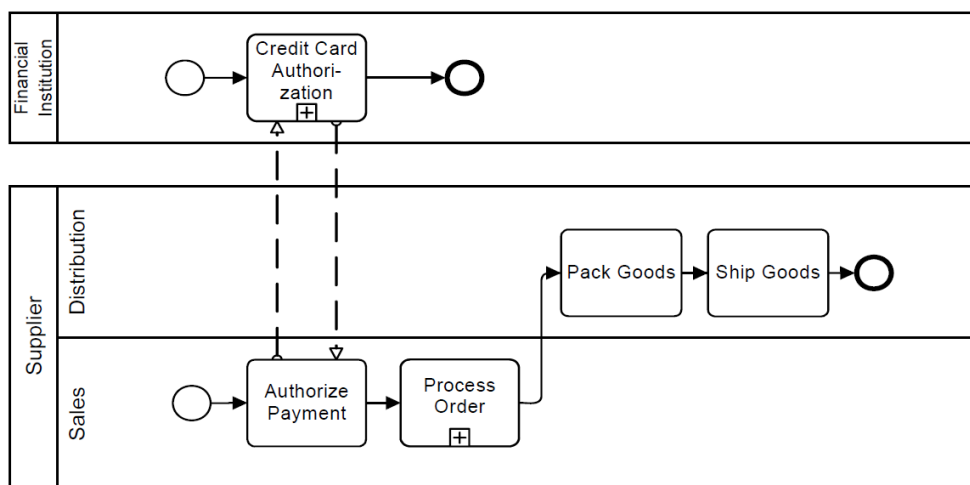 Financial
Institution
Credit Card
Authori-
zation
Supplier
Distribution
Pack Goods
Ship Goods
Sales
Authorize
Payment
Process
Order